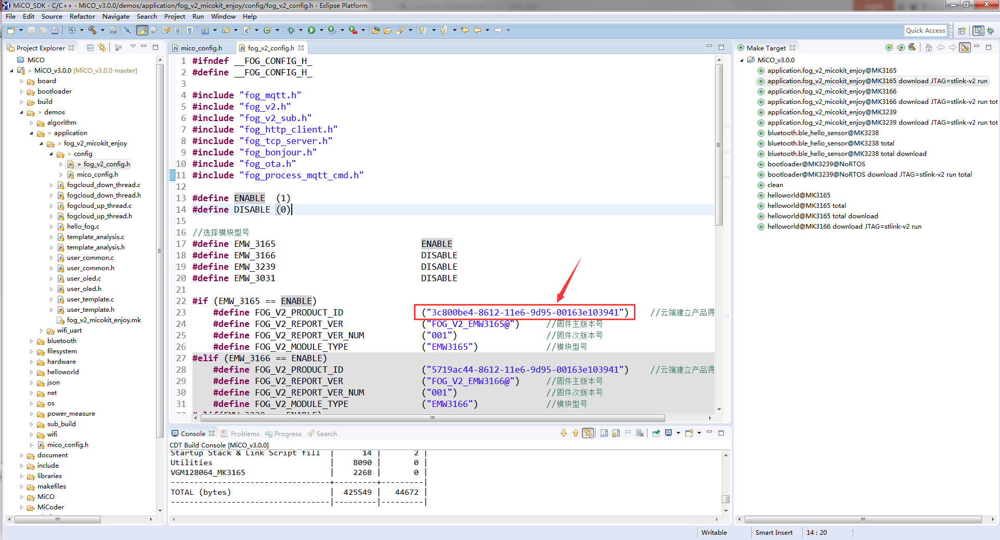 MiCO_SDK - C/C++ - MiCO_v3.0.0/demos/application/fog_v2_micokit_enjoy/config/fog_v2_config.h - Eclipse Platform
File Edit Source Refactor Navigate Search Project Run Window Help
Quick Access
Project Explorer
MiCO
> MiCO_v3.0.0 [MiCO_v3.0.0 master]
board
bootloader
build
> demos
algorithm
> application
> fog_v2_micokit_enjoy
> config
> fog_v2_config.h
mico_config.h
fogcloud_down_thread.c
fogcloud_down_thread.h
fogcloud_up_thread.c
fogcloud_up_thread.h
hello_fog.c
template_analysis.c
template_analysis.h
user_common.c
user_common.h
user_oled.c
user_oled.h
user_template.c
user_template.h
fog_v2_micokit_enjoy.mk
wifi_uart
bluetooth
filesystem
hardware
helloworld
json
net
os
power_measure
sub_build
wifi
mico_config.h
document
include
libraries
makefiles
MiCO
MiCoder
mico_config.h
fog_v2_config.h
1 #ifndef __FOG_CONFIG_H_
2 #define __FOG_CONFIG_H_
3
4 #include "fog_mqtt.h"
5 #include "fog_v2.h"
6 #include "fog_v2_sub.h"
7 #include "fog_http_client.h"
8 #include "fog_tcp_server.h"
9 #include "fog_bonjour.h"
10 #include "fog_ota.h"
11 #include "fog_process_mqtt_cmd.h"
12
13 #define ENABLE (1)
14 #define DISABLE (0)
15
16 //选择模块型号
17 #define EMW_3165 ENABLE
18 #define EMW_3166 DISABLE
19 #define EMW_3239 DISABLE
20 #define EMW_3031 DISABLE
21
22 #if (EMW_3165 == ENABLE)
23 #define FOG_V2_PRODUCT_ID ("3c800be4-8612-11e6-9d95-00163e103941") //云端建立产品得
24 #define FOG_V2_REPORT_VER ("FOG_V2_EMW3165@") //固件主版本号
25 #define FOG_V2_REPORT_VER_NUM ("001") //固件次版本号
26 #define FOG_V2_MODULE_TYPE ("EMW3165") //模块型号
27 #elif (EMW_3166 == ENABLE)
28 #define FOG_V2_PRODUCT_ID ("5719ac44-8612-11e6-9d95-00163e103941") //云端建立产品得
29 #define FOG_V2_REPORT_VER ("FOG_V2_EMW3166@") //固件主版本号
30 #define FOG_V2_REPORT_VER_NUM ("001") //固件次版本号
31 #define FOG_V2_MODULE_TYPE ("EMW3166") //模块型号
32 #elif(EMW_3239 == ENABLE)
Console Problems Progress Search
CDT Build Console [MiCO_v3.0.0]
Startup Stack & Link Script fill | 14 | 2 |
Utilities | 8090 | 0 |
VGM128064_MK3165 | 2268 | 0 |
----------------------------------+---------+---------|
TOTAL (bytes) | 425549 | 44672 |
----------------------------------|---------|---------|
Make Target
MiCO_v3.0.0
application.fog_v2_micokit_enjoy@MK3165
application.fog_v2_micokit_enjoy@MK3165 download JTAG=stlink-v2 run
application.fog_v2_micokit_enjoy@MK3166
application.fog_v2_micokit_enjoy@MK3166 download JTAG=stlink-v2 run tot
application.fog_v2_micokit_enjoy@MK3239
application.fog_v2_micokit_enjoy@MK3239 download JTAG=stlink-v2 run tot
bluetooth.ble_hello_sensor@MK3238
bluetooth.ble_hello_sensor@MK3238 total
bluetooth.ble_hello_sensor@MK3238 total download
bootloader@MK3239@NoRTOS
bootloader@MK3239@NoRTOS download JTAG=stlink-v2 run total
clean
helloworld@MK3165
helloworld@MK3165 total
helloworld@MK3165 total download
helloworld@MK3166 download JTAG=stlink-v2 run
Writable
Smart Insert
14 : 20